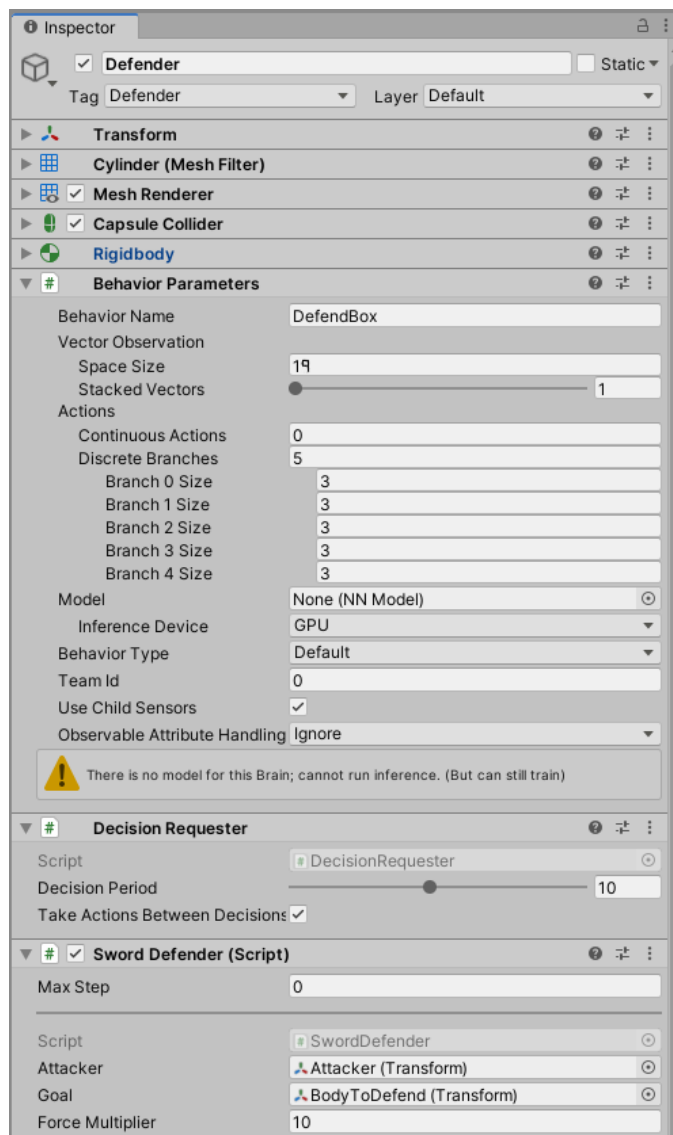 Inspector
Defender Static
Tag Defender Layer Default
Transform
Cylinder (Mesh Filter)
Mesh Renderer
Capsule Collider
Rigidbody
# Behavior Parameters
Behavior Name DefendBox
Vector Observation
Space Size 19
Stacked Vectors 1
Actions
Continuous Actions 0
Discrete Branches 5
Branch 0 Size 3
Branch 1 Size 3
Branch 2 Size 3
Branch 3 Size 3
Branch 4 Size 3
Model None (NN Model)
Inference Device GPU
Behavior Type Default
Team Id 0
Use Child Sensors
Observable Attribute Handling Ignore
There is no model for this Brain; cannot run inference. (But can still train)
# Decision Requester
Script # DecisionRequester
Decision Period 10
Take Actions Between Decisions
# Sword Defender (Script)
Max Step 0
Script # SwordDefender
Attacker Attacker (Transform)
Goal BodyToDefend (Transform)
Force Multiplier 10